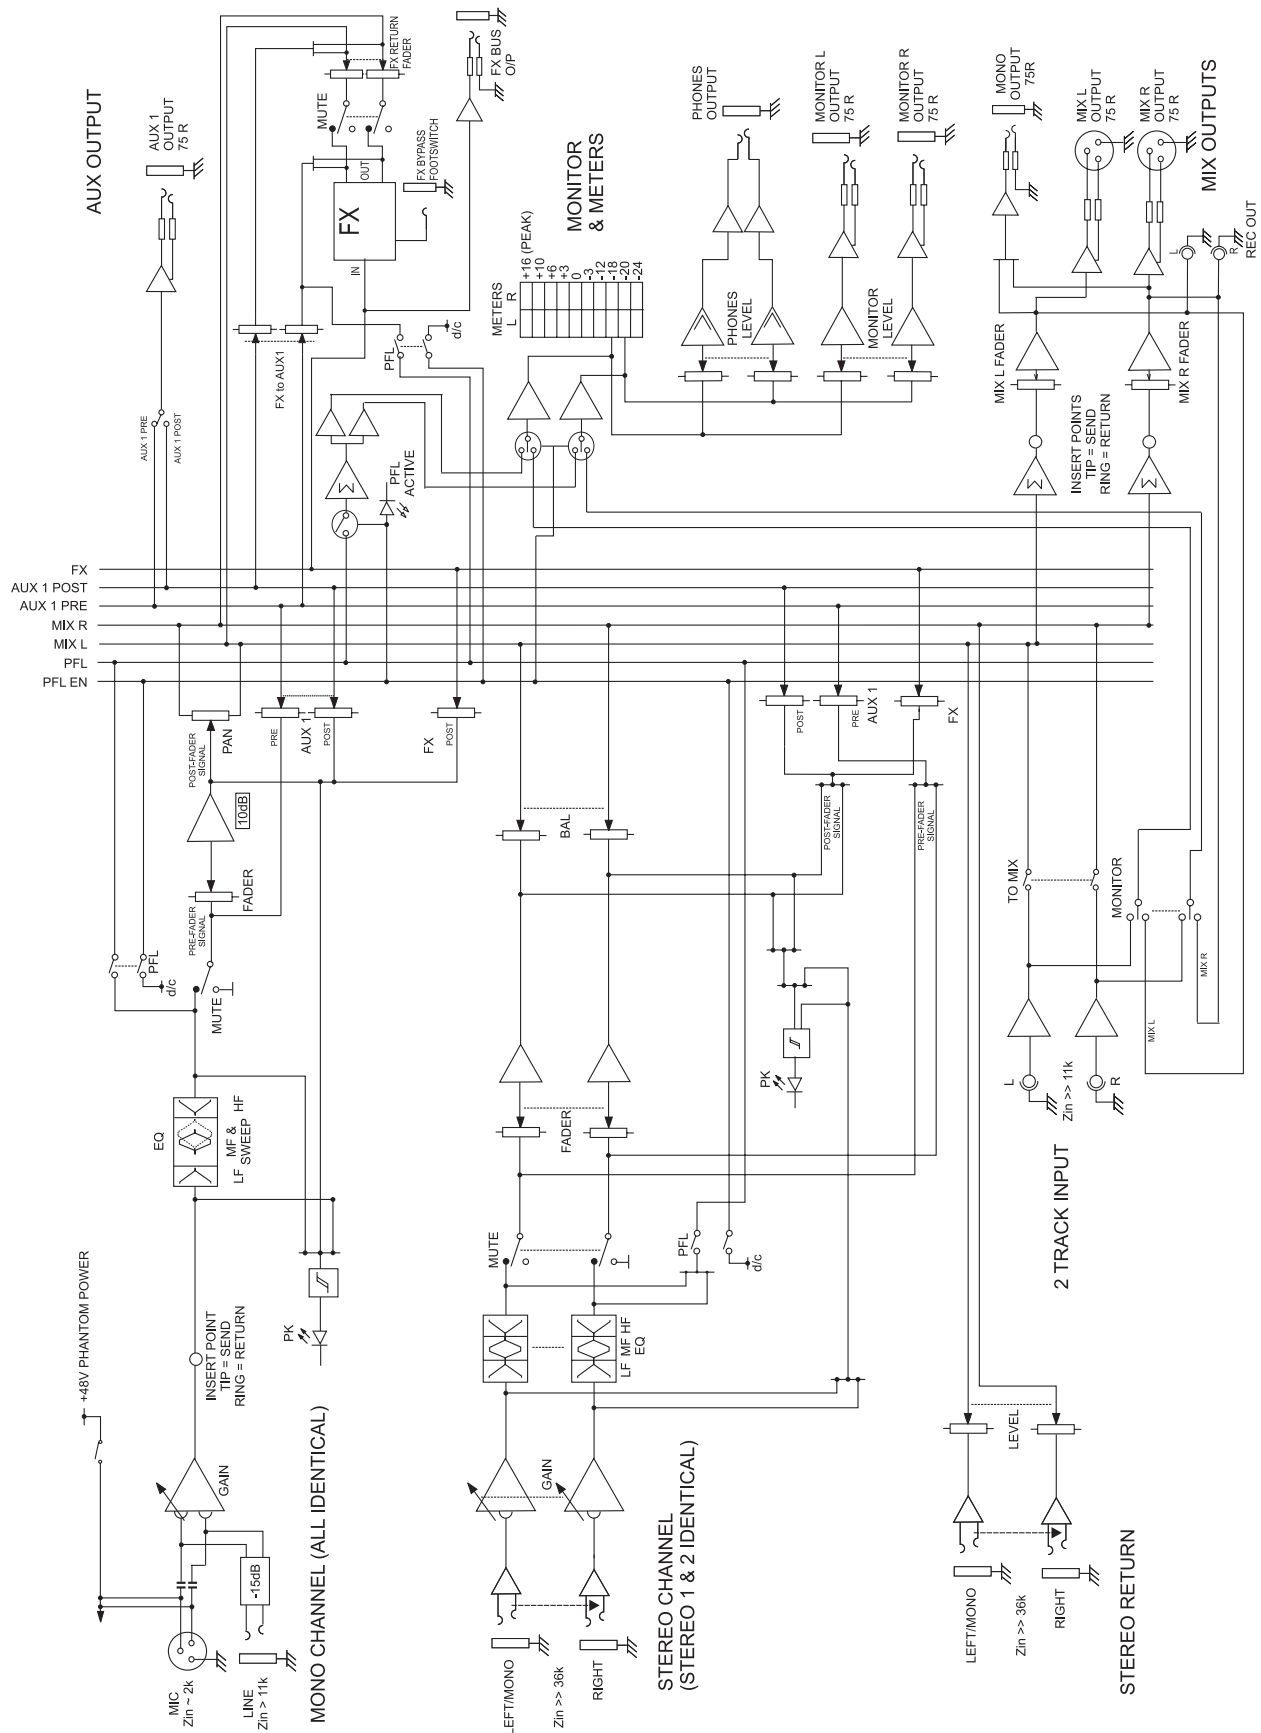 AUX OUTPUT
AUX 1
OUTPUT
75 R
FX RETURN
FADER
MUTE
OUT
FX
IN
FX BYPASS
FOOTSWITCH
FX BUS
O/P
MONITOR
& METERS
METERS
L R
+16 (PEAK)
+10
+6
+3
0
-3
-12
-18
-20
-24
PHONES
OUTPUT
MONITOR L
OUTPUT
75 R
MONITOR R
OUTPUT
75 R
PHONES
LEVEL
MONITOR
LEVEL
MONO
OUTPUT
75R
MIX L
OUTPUT
75 R
MIX R
OUTPUT
75 R
MIX OUTPUTS
L
R
REC OUT
MIX L FADER
MIX R FADER
INSERT POINTS
TIP = SEND
RING = RETURN
Σ
Σ
AUX 1 PRE
AUX 1 POST
FX to AUX1
PFL
d/c
Σ
PFL
ACTIVE
FX
AUX 1 POST
AUX 1 PRE
MIX R
MIX L
PFL
PFL EN
PAN
POST-FADER
SIGNAL
10dB
FADER
PRE-FADER
SIGNAL
PFL
d/c
MUTE
PRE
AUX 1
POST
FX
POST
EQ
LF
MF &
SWEEP
HF
PK
+48V PHANTOM POWER
INSERT POINT
TIP = SEND
RING = RETURN
GAIN
-15dB
MIC
Zin ~ 2k
LINE
Zin > 11k
MONO CHANNEL (ALL IDENTICAL)
BAL
POST
PRE
AUX 1
FX
POST-FADER
SIGNAL
PRE-FADER
SIGNAL
PK
FADER
MUTE
PFL
d/c
LF MF HF
EQ
GAIN
LEFT/MONO
Zin >> 36k
RIGHT
STEREO CHANNEL
(STEREO 1 & 2 IDENTICAL)
TO MIX
MONITOR
MIX L
MIX R
L
Zin >> 11k
R
2 TRACK INPUT
LEVEL
LEFT/MONO
Zin >> 36k
RIGHT
STEREO RETURN